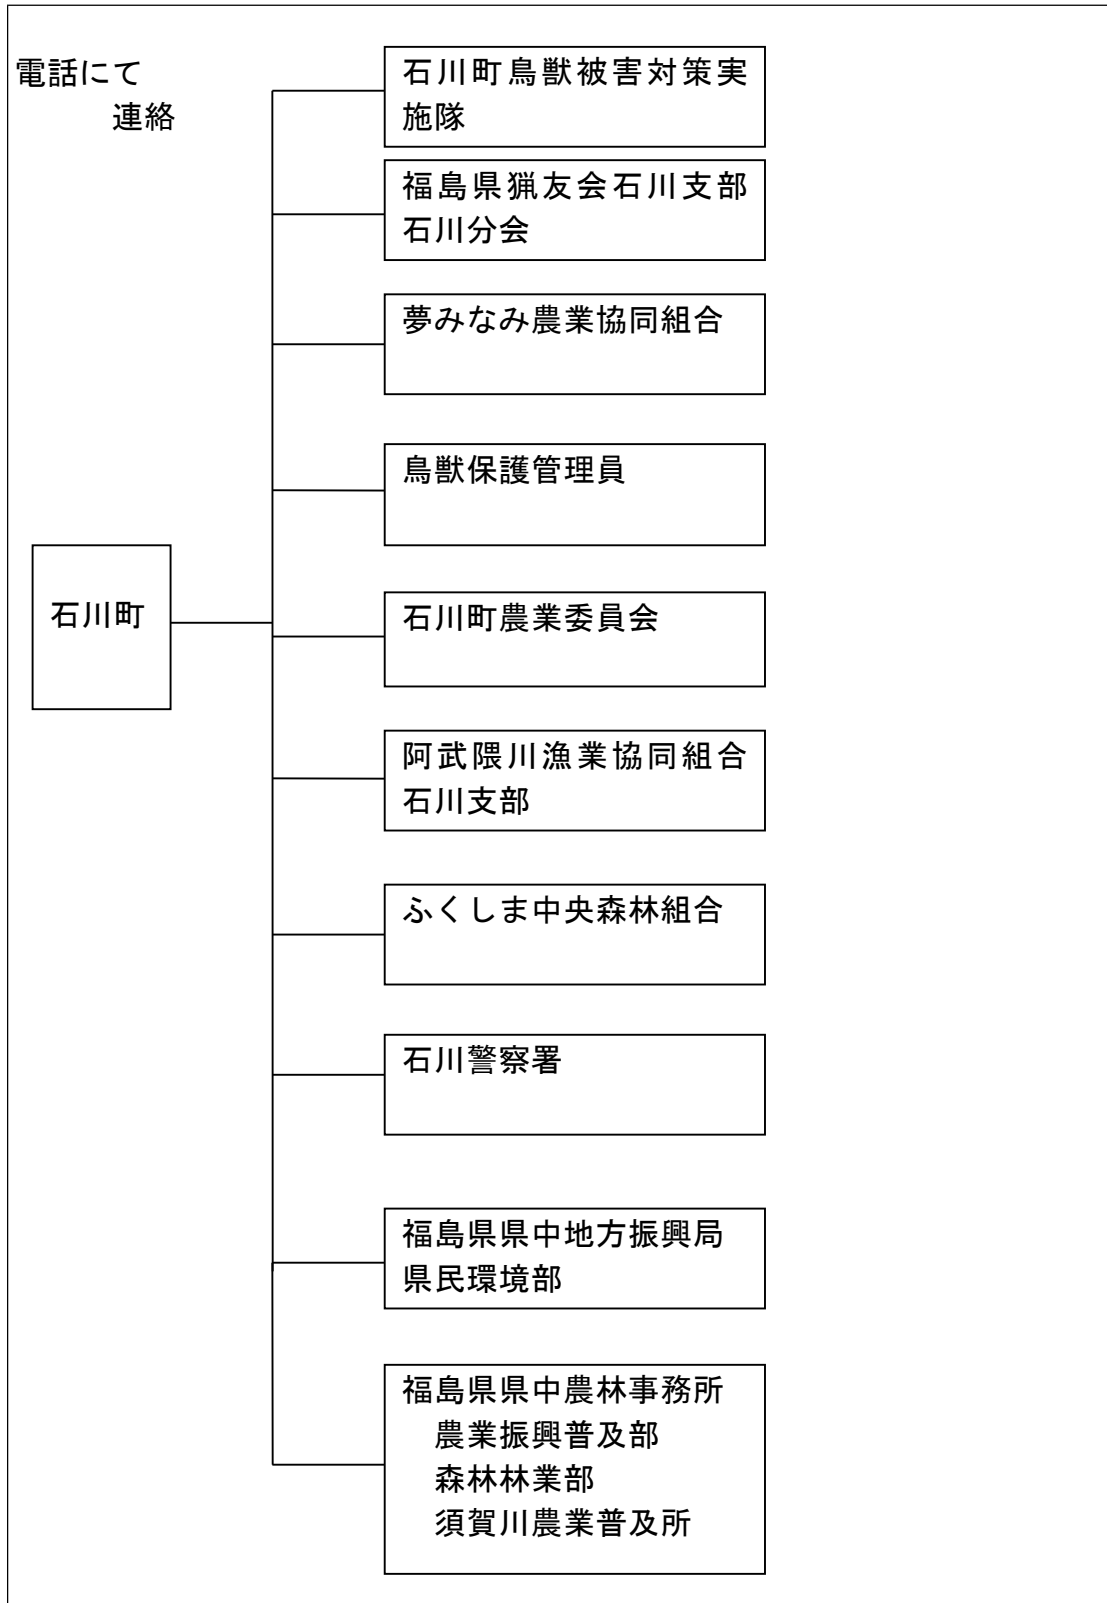 電話にて
連絡
石川町鳥獣被害対策実
施隊
福島県猟友会石川支部
石川分会
夢みなみ農業協同組合
鳥獣保護管理員
石川町
石川町農業委員会
阿武隈川漁業協同組合
石川支部
ふくしま中央森林組合
石川警察署
福島県県中地方振興局
県民環境部
福島県県中農林事務所
農業振興普及部
森林林業部
須賀川農業普及所